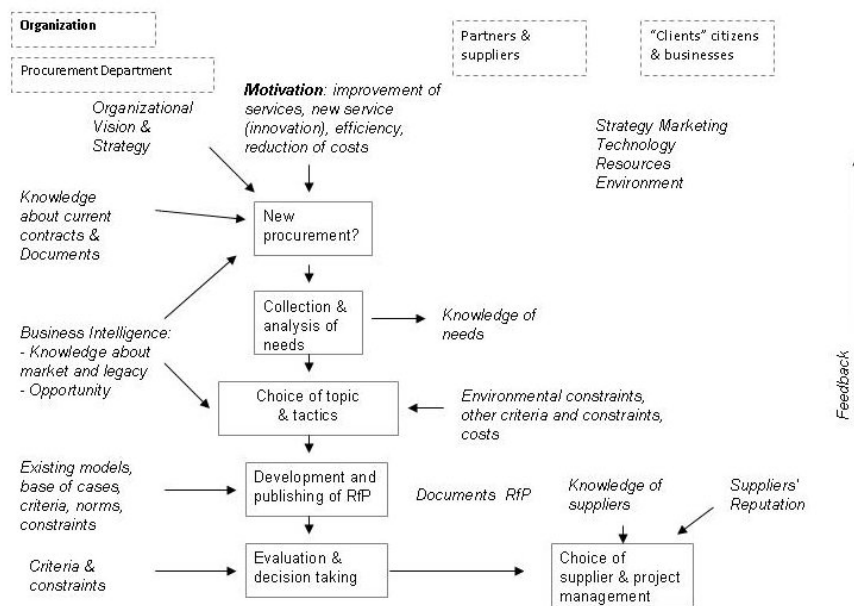 Organization
Partners &
suppliers
"Clients" citizens
& businesses
Procurement Department
Organizational
Vision &
Strategy
Motivation: improvement of
services, new service
(innovation), efficiency,
reduction of costs
Strategy Marketing
Technology
Resources
Environment
Knowledge
about current
contracts &
Documents
New
procurement?
Collection &
analysis of
needs
Knowledge of
needs
Business Intelligence:
- Knowledge about
market and legacy
- Opportunity
Choice of topic
& tactics
Environmental constraints,
other criteria and constraints,
costs
Feedback
Existing models,
base of cases,
criteria, norms,
constraints
Development and
publishing of RfP
Documents RfP
Knowledge of
suppliers
Suppliers'
Reputation
Criteria &
constraints
Evaluation &
decision taking
Choice of
supplier & project
management